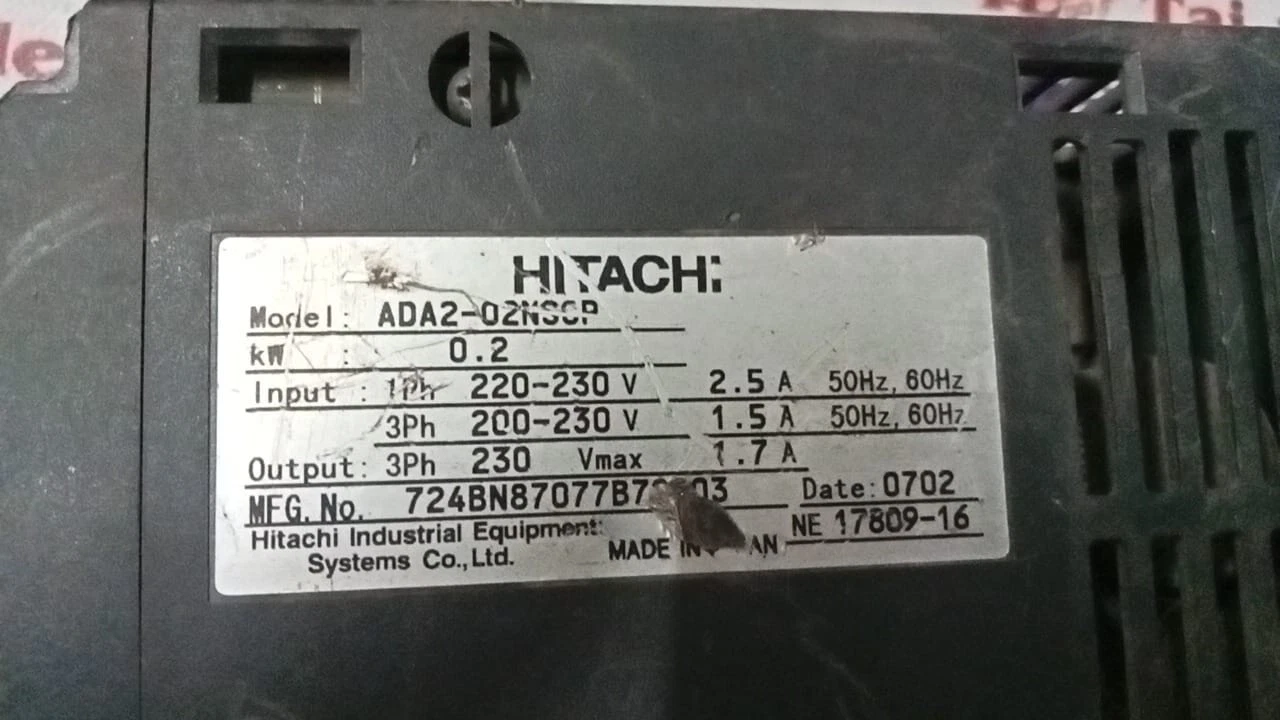 HITACHI
Model: ADA2-02NSCP
kW : 0.2
Input : 1Ph 220-230 V 2.5 A 50Hz, 60Hz
3Ph 200-230 V 1.5 A 50Hz, 60Hz
Output: 3Ph 230 Vmax 1.7 A
MFG. No. Date: 0702
Hitachi Industrial Equipment
Systems Co., Ltd.
MADE IN
NE 17809-16